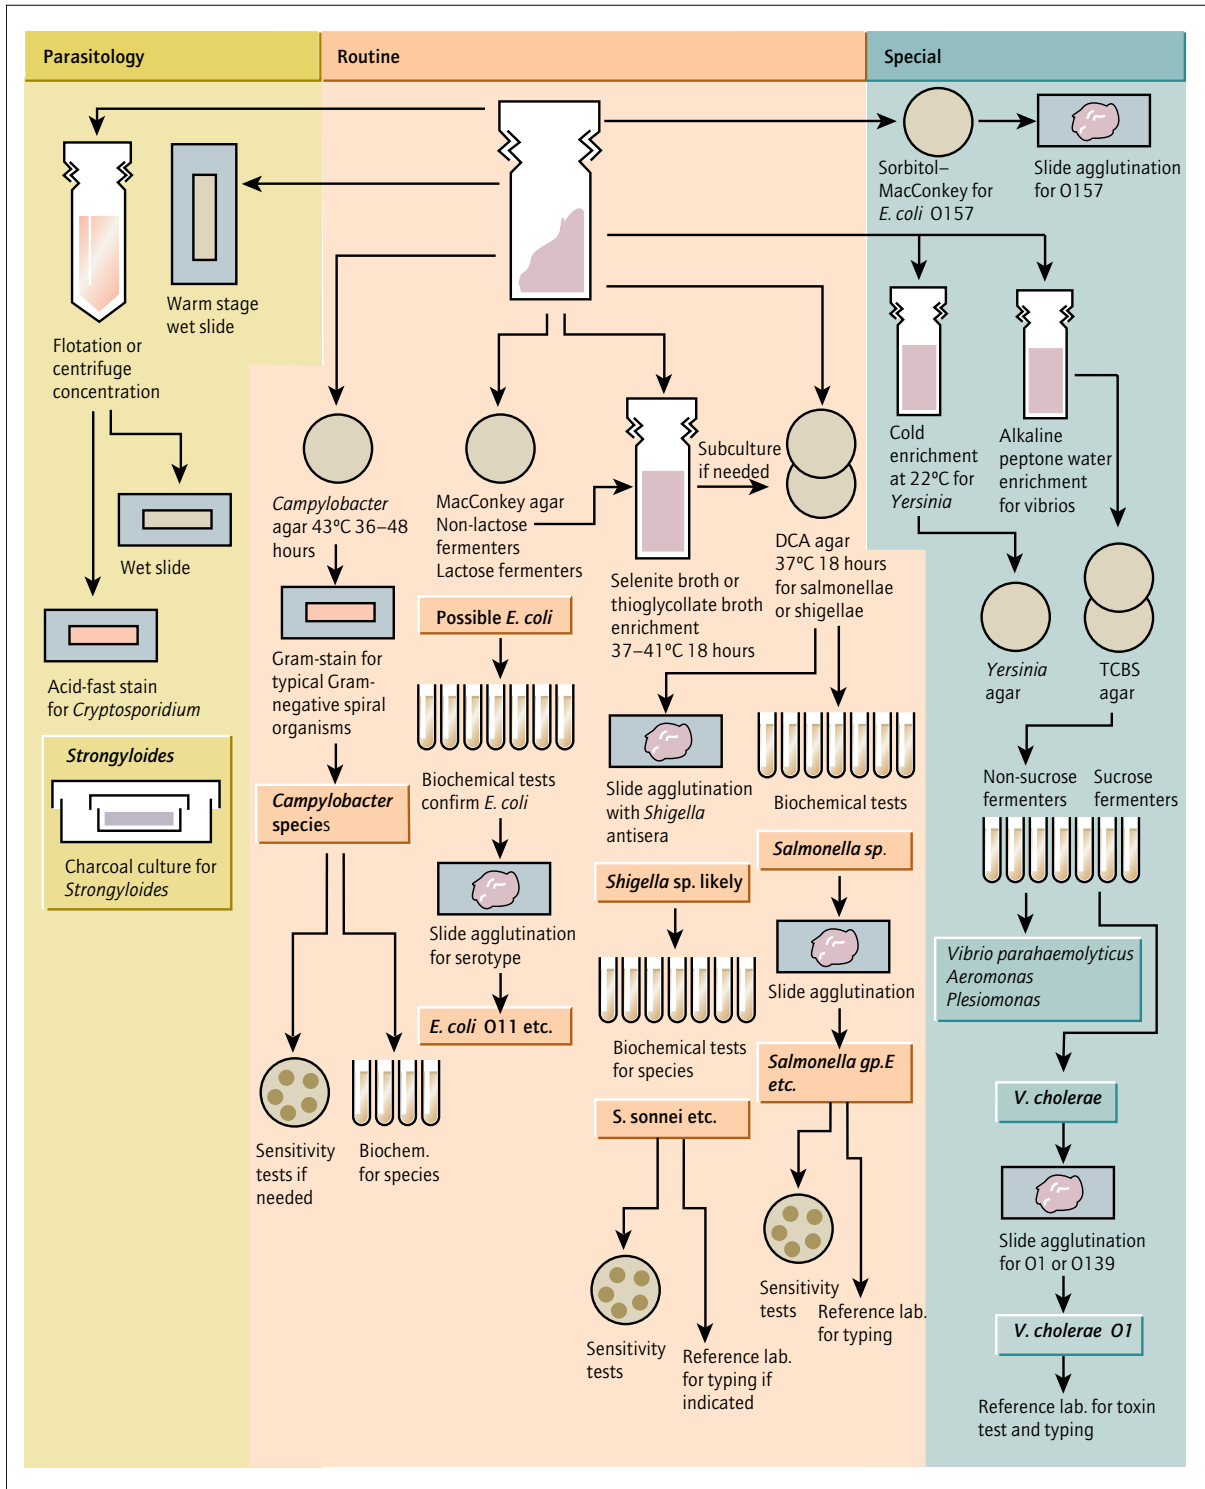 Parasitology
Routine
Special
Flotation or
centrifuge
concentration
Warm stage
wet slide
Wet slide
Acid-fast stain
for Cryptosporidium
Strongyloides
Charcoal culture for
Strongyloides
Campylobacter
agar 43ºC 36–48
hours
Gram-stain for
typical Gram-
negative spiral
organisms
Campylobacter
species
Sensitivity
tests if
needed
Biochem.
for species
MacConkey agar
Non-lactose
fermenters
Lactose fermenters
Possible E. coli
Biochemical tests
confirm E. coli
Slide agglutination
for serotype
E. coli O11 etc.
Selenite broth or
thioglycollate broth
enrichment
37–41ºC 18 hours
Subculture
if needed
DCA agar
37ºC 18 hours
for salmonellae
or shigellae
Slide agglutination
with Shigella
antisera
Shigella sp. likely
Biochemical tests
for species
S. sonnei etc.
Sensitivity
tests
Reference lab.
for typing if
indicated
Biochemical tests
Salmonella sp.
Slide agglutination
Salmonella gp.E
etc.
Sensitivity
tests
Reference lab.
for typing
Sorbitol–
MacConkey for
E. coli O157
Slide agglutination
for O157
Cold
enrichment
at 22ºC for
Yersinia
Alkaline
peptone water
enrichment
for vibrios
Yersinia
agar
TCBS
agar
Non-sucrose
fermenters
Sucrose
fermenters
Vibrio parahaemolyticus
Aeromonas
Plesiomonas
V. cholerae
Slide agglutination
for O1 or O139
V. cholerae O1
Reference lab. for toxin
test and typing